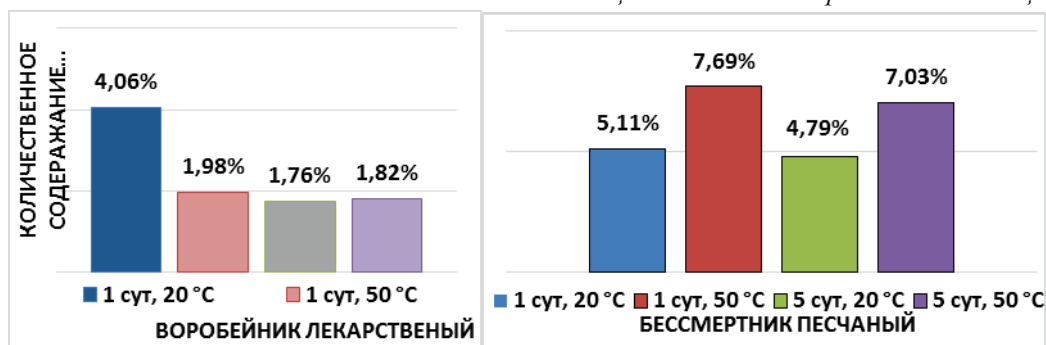 КОЛИЧЕСТВЕННОЕ
СОДЕРАЖАНИЕ...
4,06%
1,98%
1,76%
1,82%
1 сут, 20 °C
1 сут, 50 °C
ВОРОБЕЙНИК ЛЕКАРСТВЕНЫЙ
5,11%
7,69%
4,79%
7,03%
1 сут, 20 °C
1 сут, 50 °C
5 сут, 20 °C
5 сут, 50 °C
БЕССМЕРТНИК ПЕСЧАНЫЙ